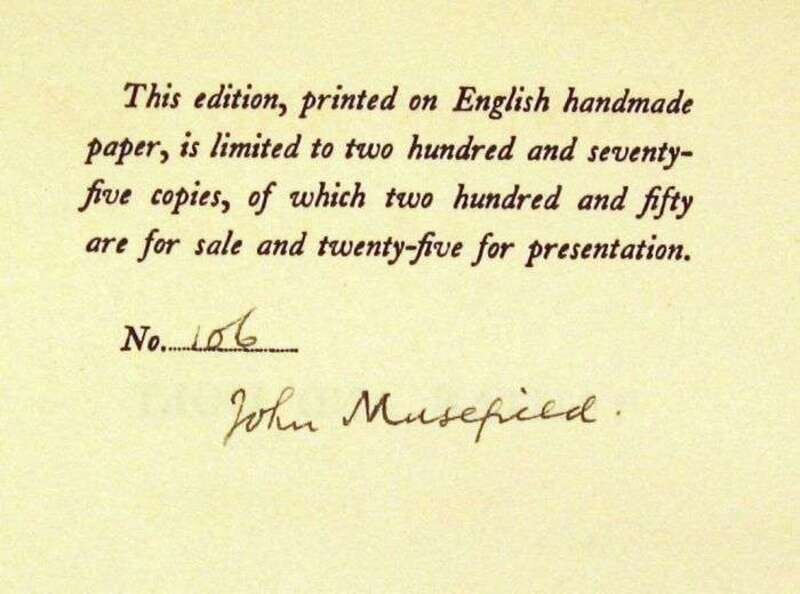 This edition, printed on English handmade
paper, is limited to two hundred and seventy-
five copies, of which two hundred and fifty
are for sale and twenty-five for presentation.
No. 106
John Masefield.